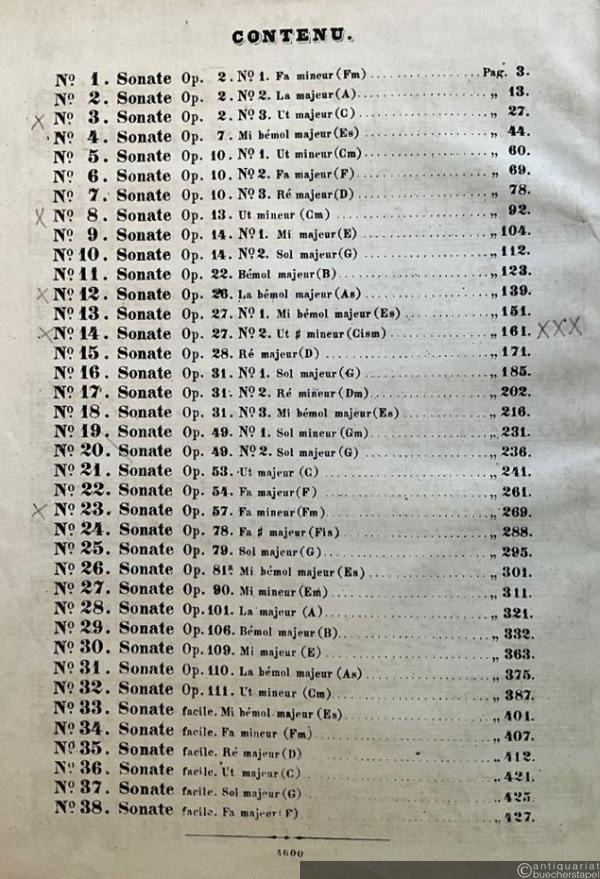 CONTENU.
Nº 1. Sonate Op. 2. Nº 1. Fa mineur (Fm) Pag. 3.
Nº 2. Sonate Op. 2. Nº 2. La majeur (A) „ 13.
X Nº 3. Sonate Op. 2. Nº 3. Ut majeur (C) „ 27.
Nº 4. Sonate Op. 7. Mi bémol majeur (Es) „ 44.
Nº 5. Sonate Op. 10. Nº 1. Ut mineur (Cm) „ 60.
Nº 6. Sonate Op. 10. Nº 2. Fa majeur (F) „ 69.
Nº 7. Sonate Op. 10. Nº 3. Ré majeur (D) „ 78.
X Nº 8. Sonate Op. 13. Ut mineur (Cm) „ 92.
Nº 9. Sonate Op. 14. Nº 1. Mi majeur (E) „ 104.
Nº 10. Sonate Op. 14. Nº 2. Sol majeur (G) „ 112.
Nº 11. Sonate Op. 22. Bémol majeur (B) „ 123.
X Nº 12. Sonate Op. 26. La bémol majeur (As) „ 139.
Nº 13. Sonate Op. 27. Nº 1. Mi bémol majeur (Es) „ 151.
X Nº 14. Sonate Op. 27. Nº 2. Ut ♯ mineur (Cism) „ 161. XXX
Nº 15. Sonate Op. 28. Ré majeur (D) „ 171.
Nº 16. Sonate Op. 31. Nº 1. Sol majeur (G) „ 185.
Nº 17. Sonate Op. 31. Nº 2. Ré mineur (Dm) „ 202.
Nº 18. Sonate Op. 31. Nº 3. Mi bémol majeur (Es) „ 216.
Nº 19. Sonate Op. 49. Nº 1. Sol mineur (Gm) „ 231.
Nº 20. Sonate Op. 49. Nº 2. Sol majeur (G) „ 236.
Nº 21. Sonate Op. 53. Ut majeur (C) „ 241.
Nº 22. Sonate Op. 54. Fa majeur (F) „ 261.
X Nº 23. Sonate Op. 57. Fa mineur (Fm) „ 269.
Nº 24. Sonate Op. 78. Fa ♯ majeur (Fis) „ 288.
Nº 25. Sonate Op. 79. Sol majeur (G) „ 295.
Nº 26. Sonate Op. 81ª Mi bémol majeur (Es) „ 301.
Nº 27. Sonate Op. 90. Mi mineur (Em) „ 311.
Nº 28. Sonate Op. 101. La majeur (A) „ 321.
Nº 29. Sonate Op. 106. Bémol majeur (B) „ 332.
Nº 30. Sonate Op. 109. Mi majeur (E) „ 363.
Nº 31. Sonate Op. 110. La bémol majeur (As) „ 375.
Nº 32. Sonate Op. 111. Ut mineur (Cm) „ 387.
Nº 33. Sonate facile. Mi bémol majeur (Es) „ 401.
Nº 34. Sonate facile. Fa mineur (Fm) „ 407.
Nº 35. Sonate facile. Ré majeur (D) „ 412.
Nº 36. Sonate facile. Ut majeur (C) „ 421.
Nº 37. Sonate facile. Sol majeur (G) „ 425.
Nº 38. Sonate facile. Fa majeur (F) „ 427.
4600
©antiquariat
buecherstapel